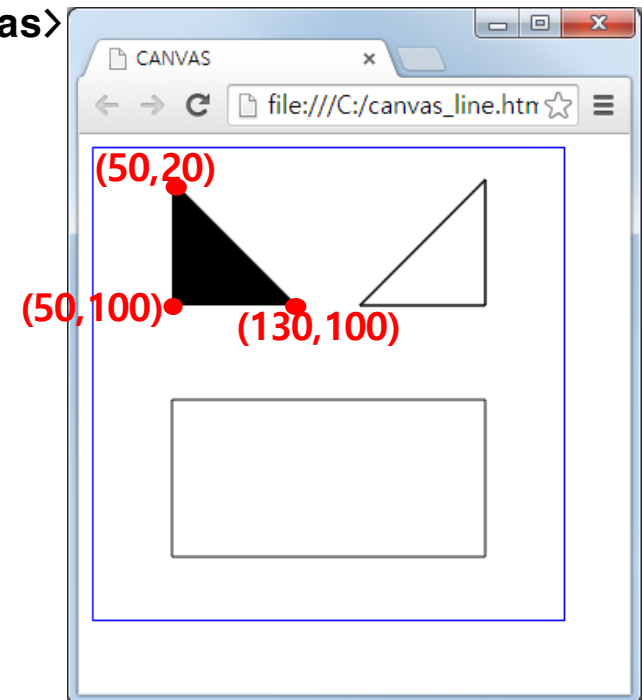 as>
CANVAS
file:///C:/canvas_line.htm
(50,20)
(50,100)
(130,100)